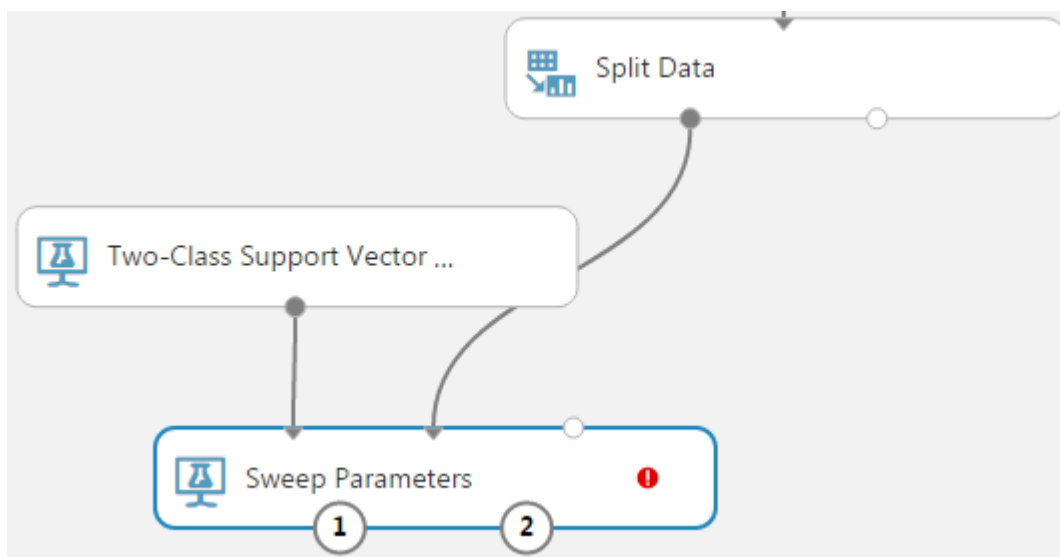 Split Data
Two-Class Support Vector ...
Sweep Parameters
!
1
2